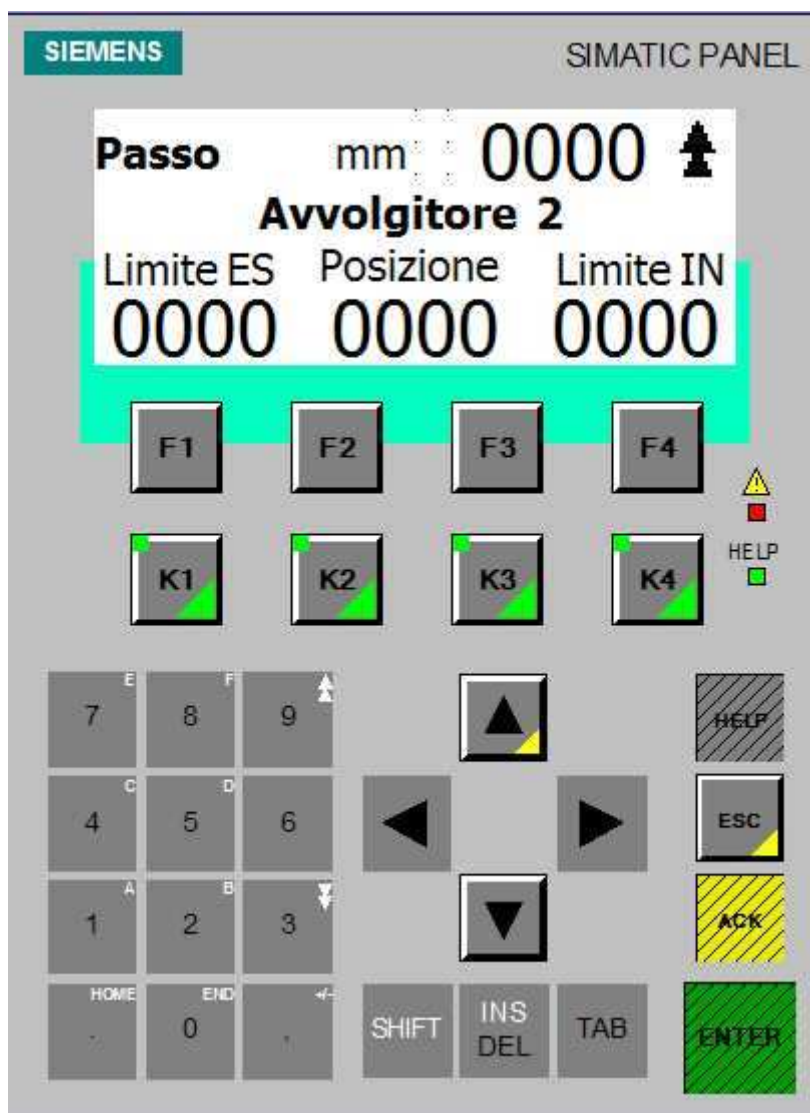 SIEMENS SIMATIC PANEL
Passo mm 0000
Avvolgitore 2
Limite ES Posizione Limite IN
0000 0000 0000
F1 F2 F3 F4
HELP
K1 K2 K3 K4
E F
7 8 9 HELP
C D
4 5 6 ESC
A B
1 2 3 ACK
HOME END +/-
. 0 , SHIFT INS DEL TAB ENTER